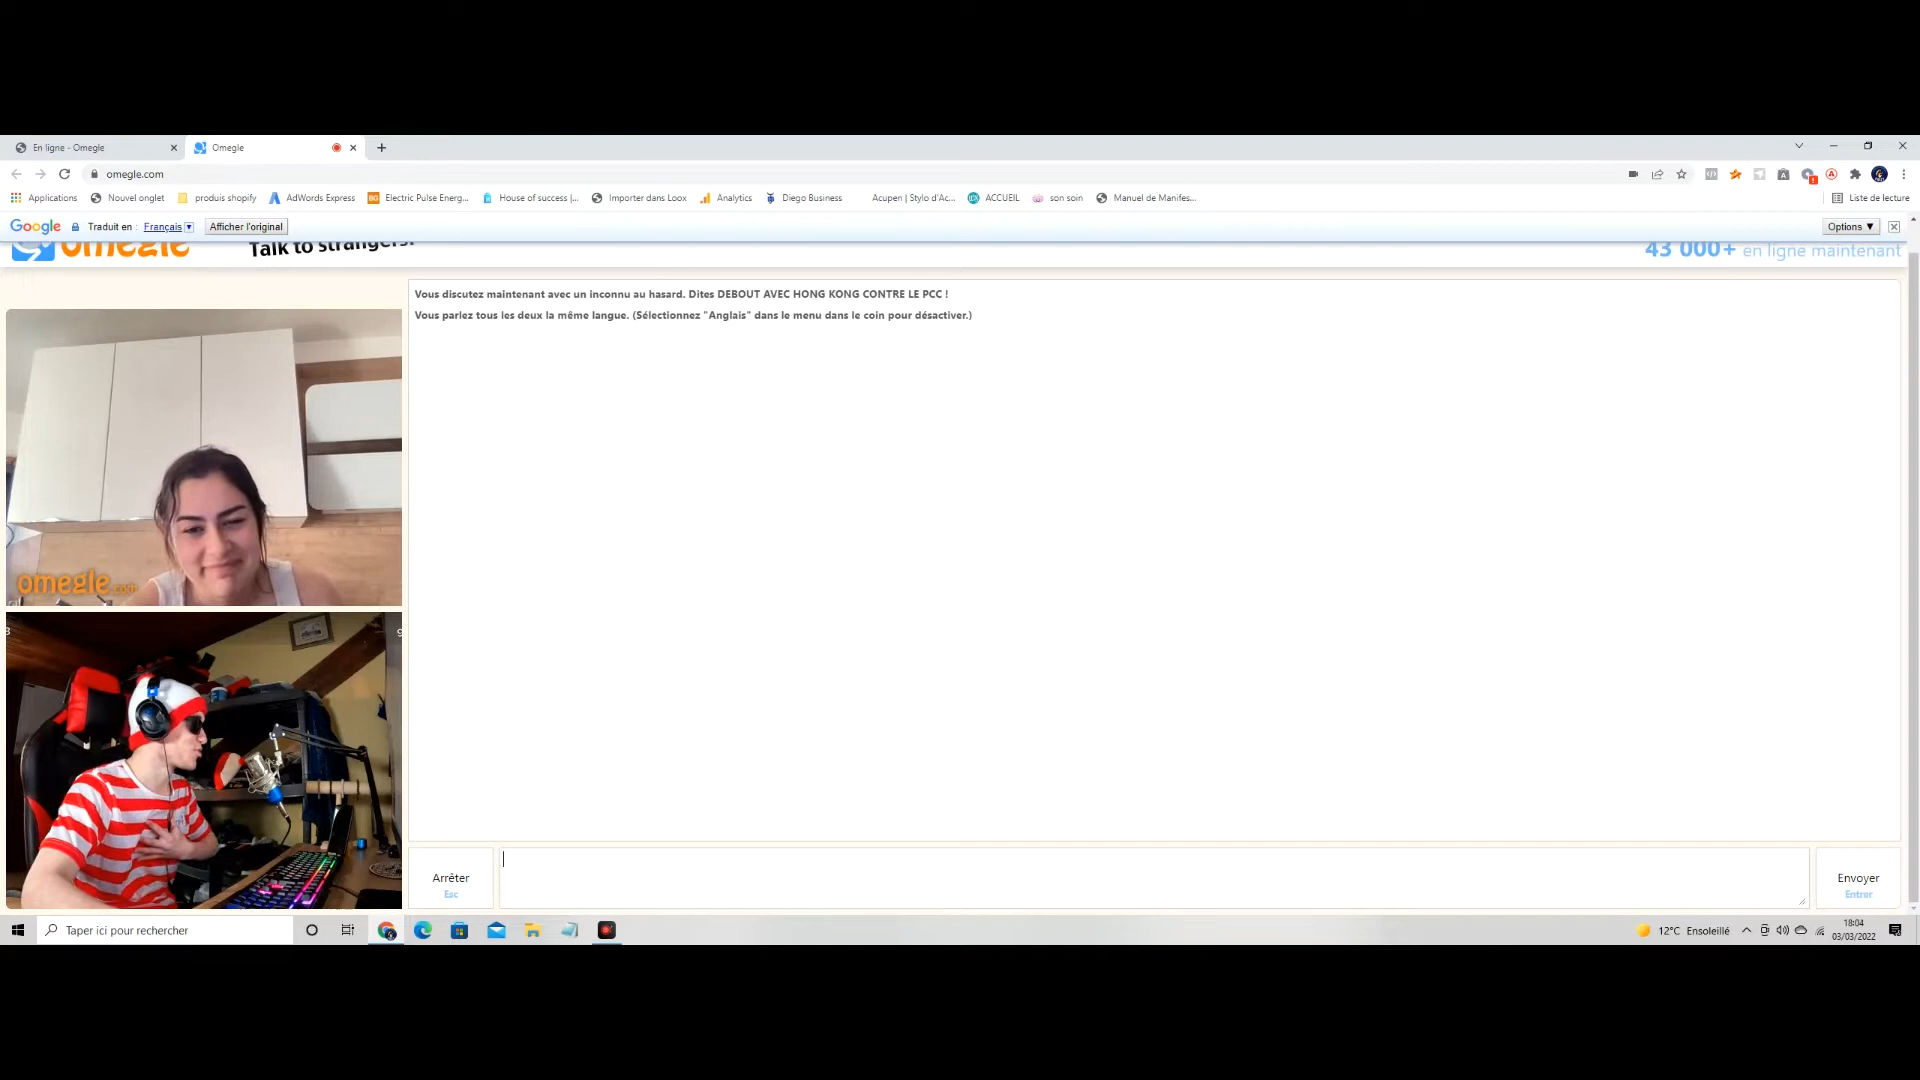 En ligne - Omegle
Omegle
omegle.com
Applications
Nouvel onglet
produis shopify
AdWords Express
Electric Pulse Energ...
House of success |...
Importer dans Loox
Analytics
Diego Business
Acupen | Stylo d'Ac...
ACCUEIL
son soin
Manuel de Manifes...
Liste de lecture
Google
Traduit en :
Français
Afficher l'original
Options ▼
omegle
Talk to strangers!
43 000+ en ligne maintenant
Vous discutez maintenant avec un inconnu au hasard. Dites DEBOUT AVEC HONG KONG CONTRE LE PCC !
Vous parlez tous les deux la même langue. (Sélectionnez "Anglais" dans le menu dans le coin pour désactiver.)
omegle.com
Arrêter
Esc
Envoyer
Entrer
Taper ici pour rechercher
12°C Ensoleillé
18:04
03/03/2022